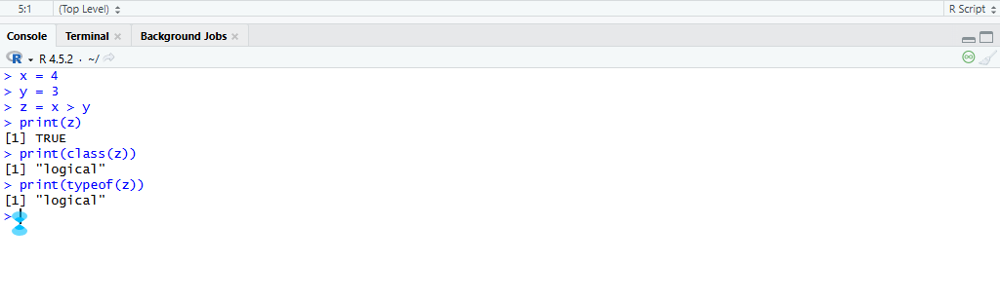 5:1 (Top Level) R Script
Console Terminal Background Jobs
R R 4.5.2 · ~/
> x = 4
> y = 3
> z = x > y
> print(z)
[1] TRUE
> print(class(z))
[1] "logical"
> print(typeof(z))
[1] "logical"
>